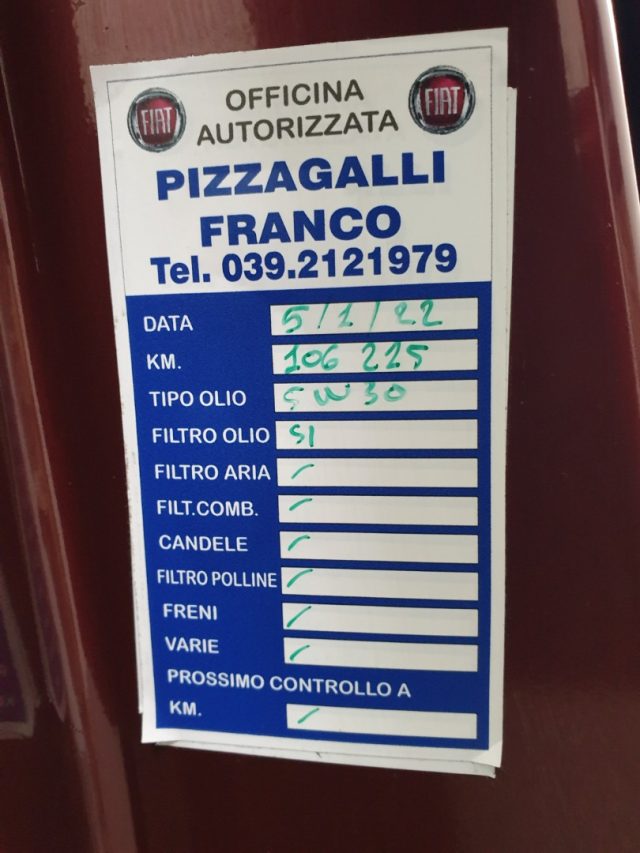 FIAT OFFICINA FIAT
AUTORIZZATA
PIZZAGALLI
FRANCO
Tel. 039.2121979
DATA 5/1/22
KM. 106 225
TIPO OLIO 5W30
FILTRO OLIO SI
FILTRO ARIA /
FILT.COMB. /
CANDELE /
FILTRO POLLINE /
FRENI /
VARIE /
PROSSIMO CONTROLLO A
KM. /